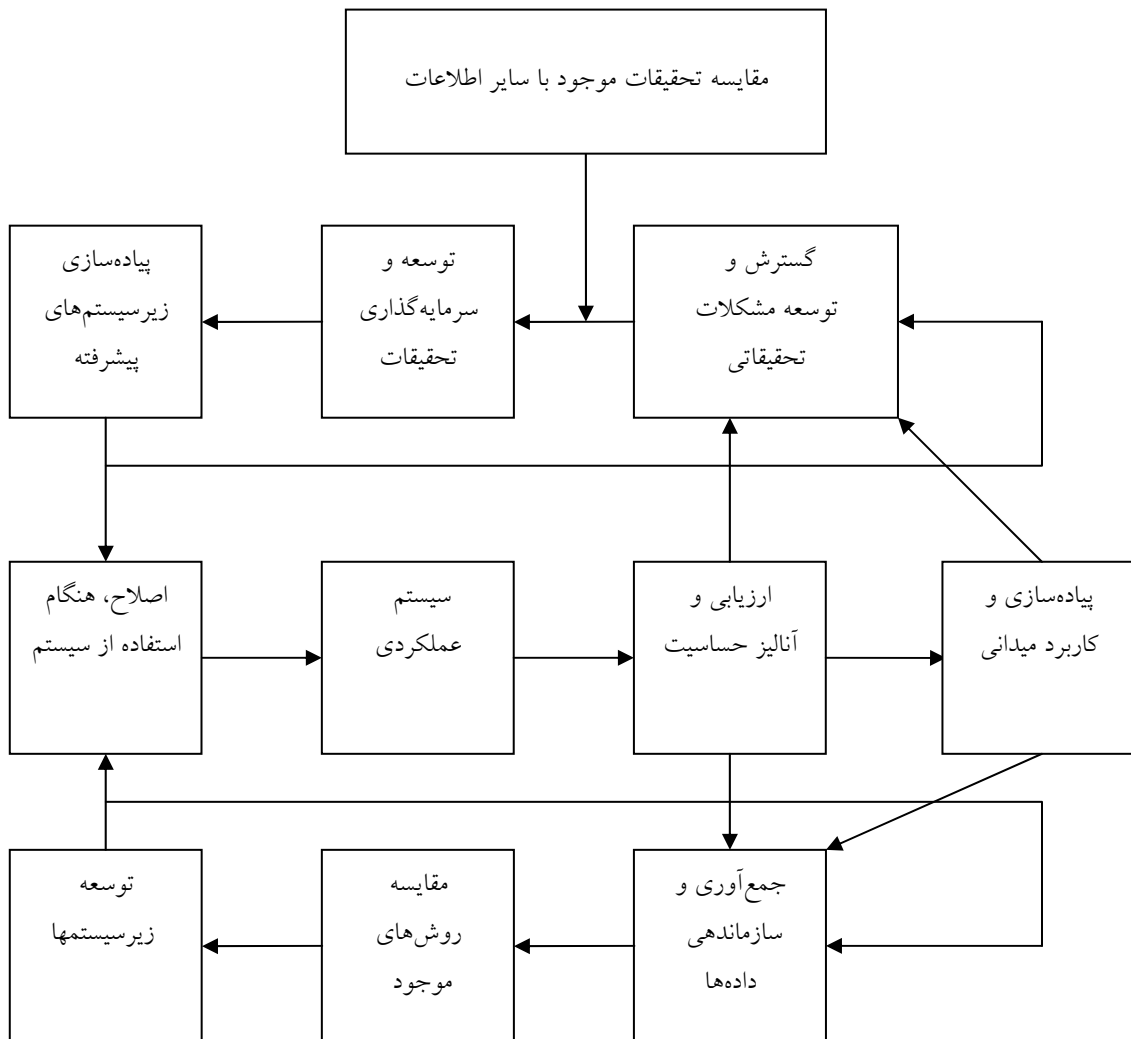 مقایسه تحقیقات موجود با سایر اطلاعات
گسترش و
توسعه مشکلات
تحقیقاتی
توسعه و
سرمایه‌گذاری
تحقیقات
پیاده‌سازی
زیرسیستم‌های
پیشرفته
پیاده‌سازی و
کاربرد میدانی
ارزیابی و
آنالیز حساسیت
سیستم
عملکردی
اصلاح، هنگام
استفاده از سیستم
جمع‌آوری و
سازماندهی
داده‌ها
مقایسه
روش‌های
موجود
توسعه
زیرسیستمها